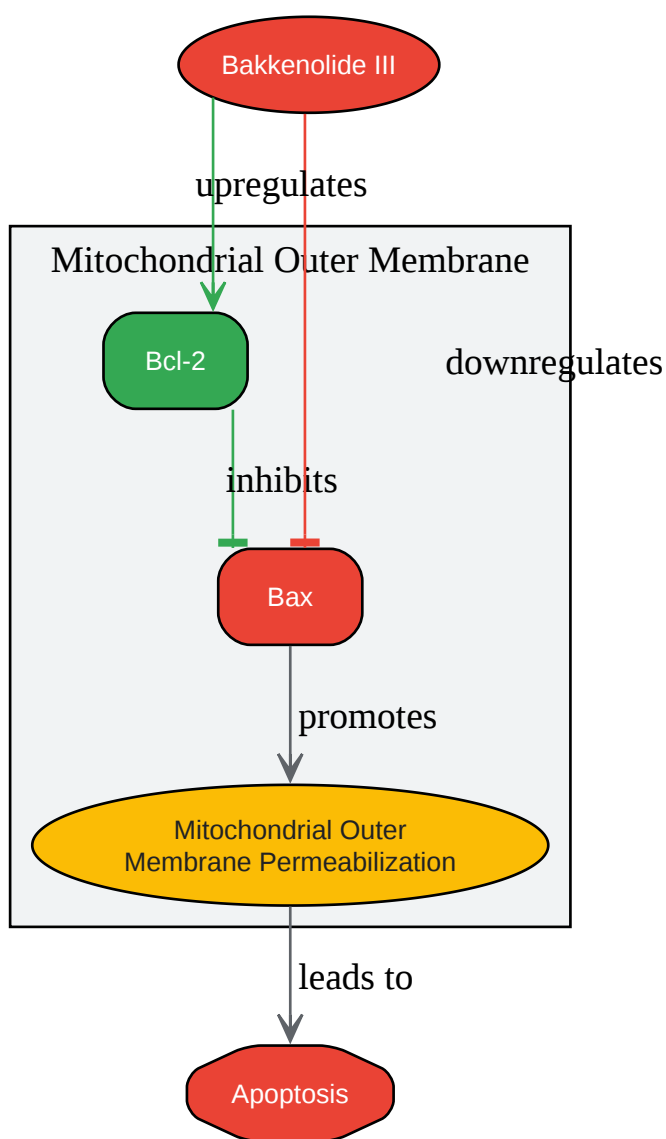 Bakkenolide III
upregulates
Mitochondrial Outer Membrane
Bcl-2
downregulates
inhibits
Bax
promotes
Mitochondrial Outer
Membrane Permeabilization
leads to
Apoptosis